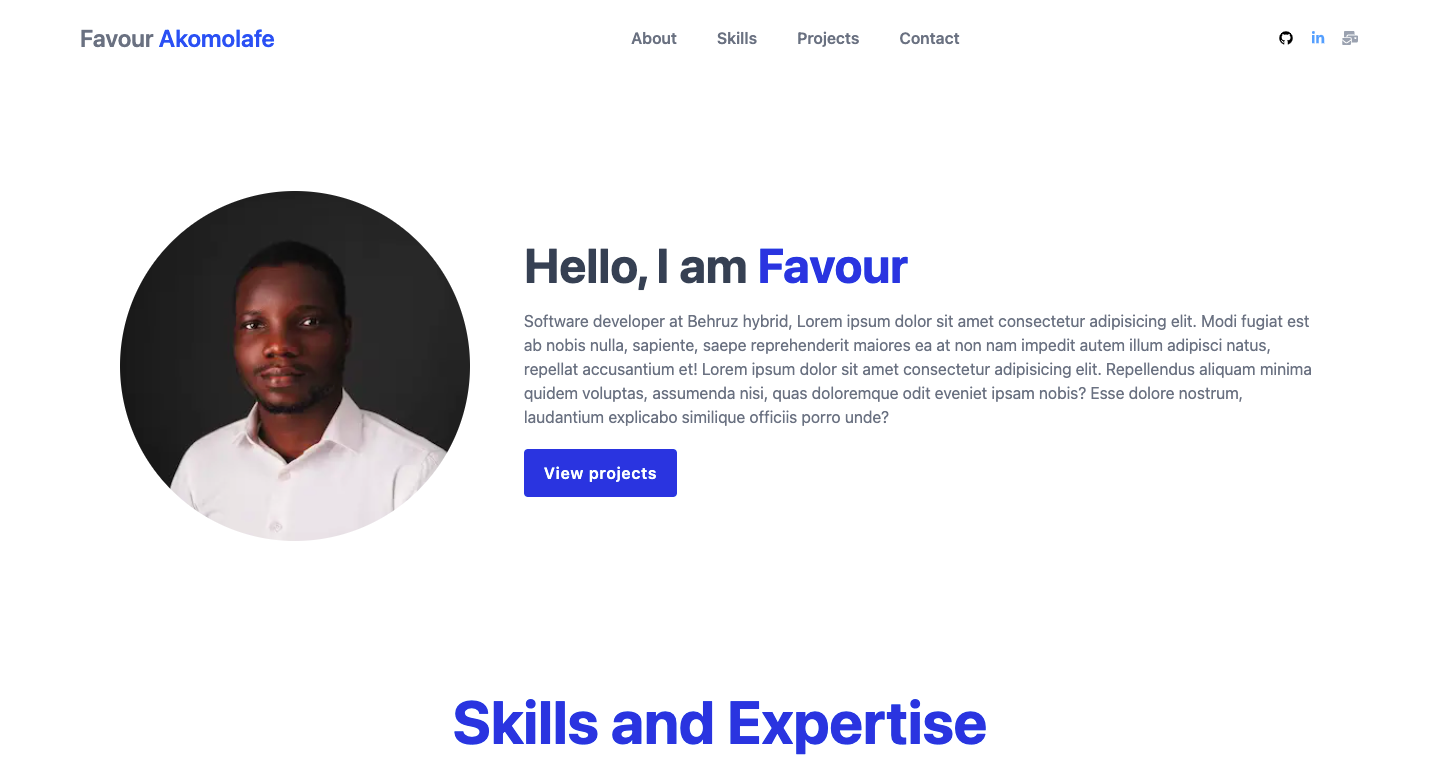 Favour Akomolafe
About
Skills
Projects
Contact
Hello, I am Favour
Software developer at Behruz hybrid, Lorem ipsum dolor sit amet consectetur adipisicing elit. Modi fugiat est
ab nobis nulla, sapiente, saepe reprehenderit maiores ea at non nam impedit autem illum adipisci natus,
repellat accusantium et! Lorem ipsum dolor sit amet consectetur adipisicing elit. Repellendus aliquam minima
quidem voluptas, assumenda nisi, quas doloremque odit eveniet ipsam nobis? Esse dolore nostrum,
laudantium explicabo similique officiis porro unde?
View projects
Skills and Expertise